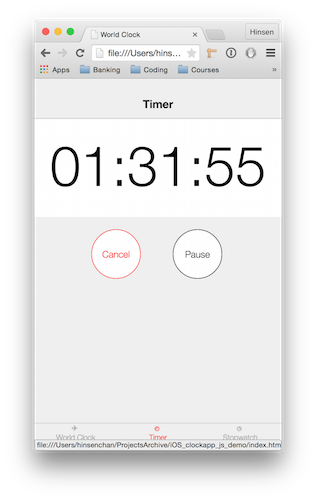 World Clock
Hinsen
file:///Users/hins…
Apps Banking Coding Courses »
Timer
01:31:55
Cancel Pause
World Clock Timer Stopwatch
file:///Users/hinsenchan/ProjectsArchive/iOS_clockapp_js_demo/index.htm